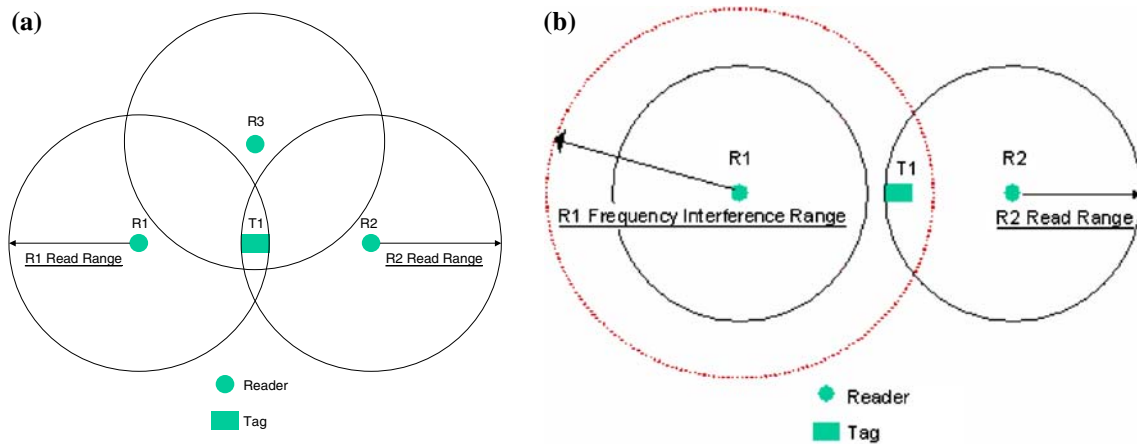 (a)
R3
R1
T1
R2
R1 Read Range
R2 Read Range
Reader
Tag
(b)
R1
T1
R2
R1 Frequency Interference Range
R2 Read Range
Reader
Tag